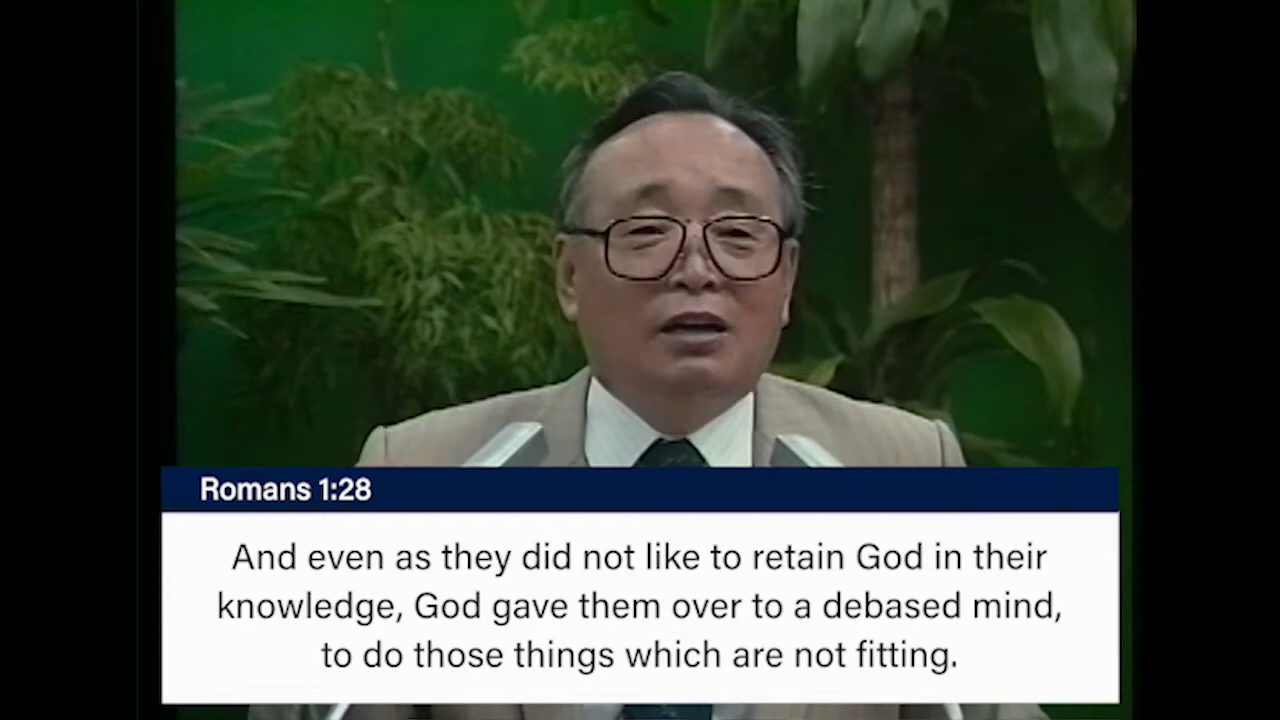 Romans 1:28
And even as they did not like to retain God in their
knowledge, God gave them over to a debased mind,
to do those things which are not fitting.